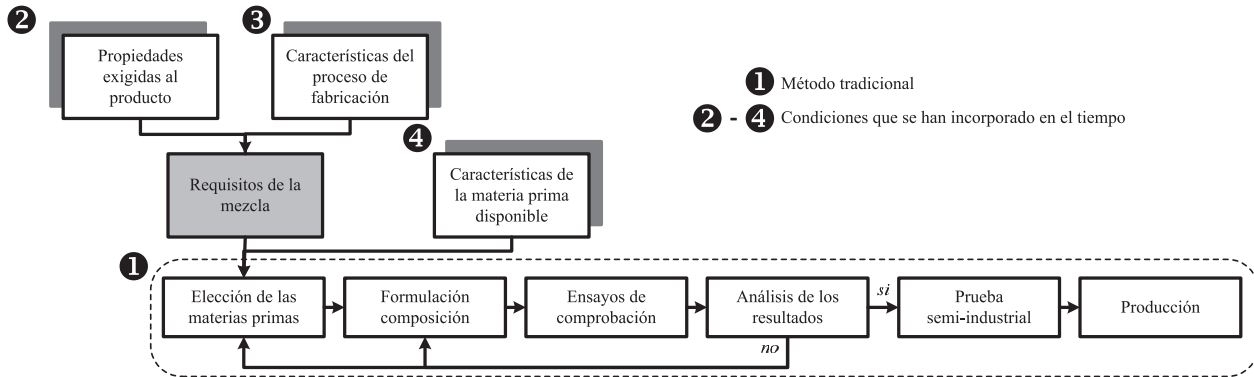 2
Propiedades
exigidas al
producto
3
Características del
proceso de
fabricación
1 Método tradicional
2 - 4 Condiciones que se han incorporado en el tiempo
Requisitos de la
mezcla
4
Características de
la materia prima
disponible
1
Elección de las
materias primas
Formulación
composición
Ensayos de
comprobación
Análisis de los
resultados
si
no
Prueba
semi-industrial
Producción